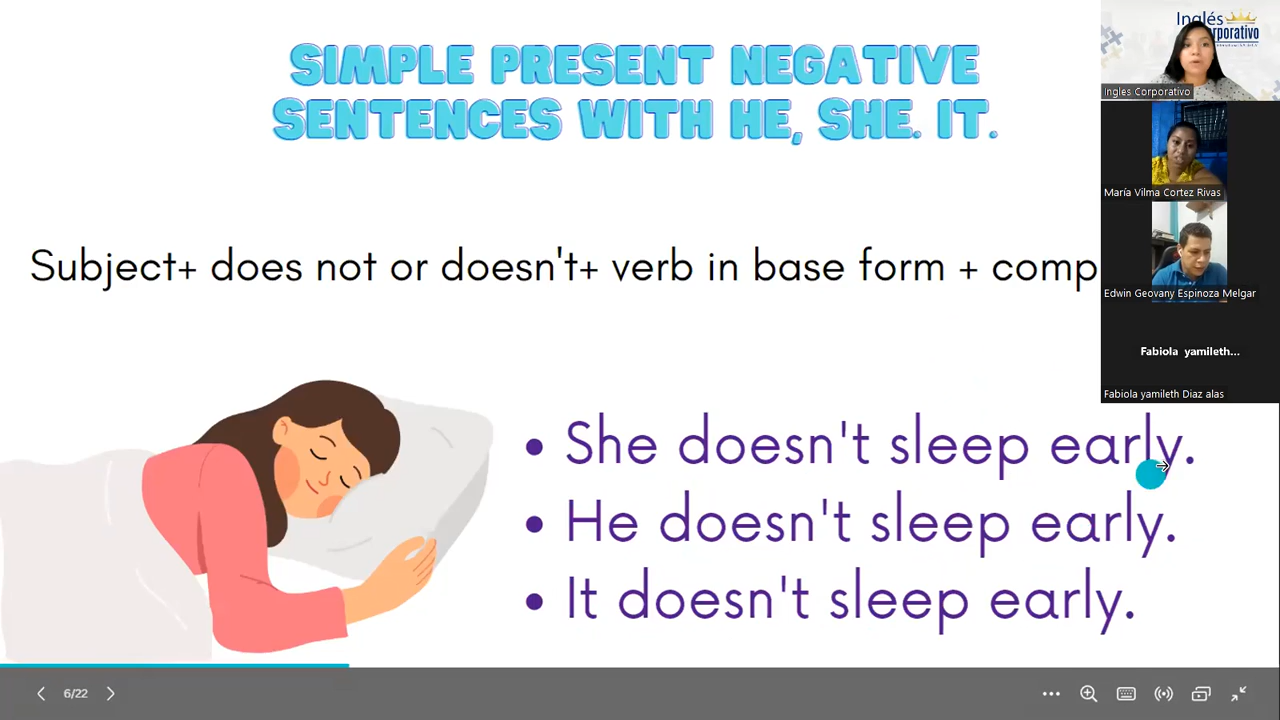 SIMPLE PRESENT NEGATIVE
SENTENCES WITH HE, SHE. IT.
Subject+ does not or doesn't+ verb in base form + comp
• She doesn't sleep early.
• He doesn't sleep early.
• It doesn't sleep early.
6/22
Inglés
rporativo
Ingles Corporativo
María Vilma Cortez Rivas
Edwin Geovany Espinoza Melgar
Fabiola yamileth...
Fabiola yamileth Diaz alas